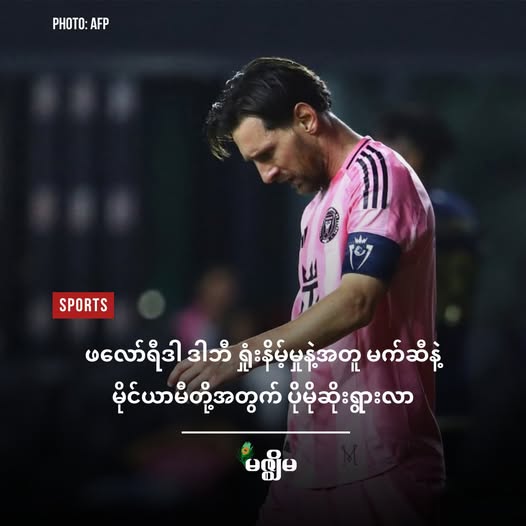 PHOTO: AFP
SPORTS
ဖလော်ရီဒါ ဒါဘီ ရှုံးနိမ့်မှုနဲ့အတူ မက်ဆီနဲ့
မိုင်ယာမီတို့အတွက် ပိုမိုဆိုးရွားလာ
မဇ္ဈိမ